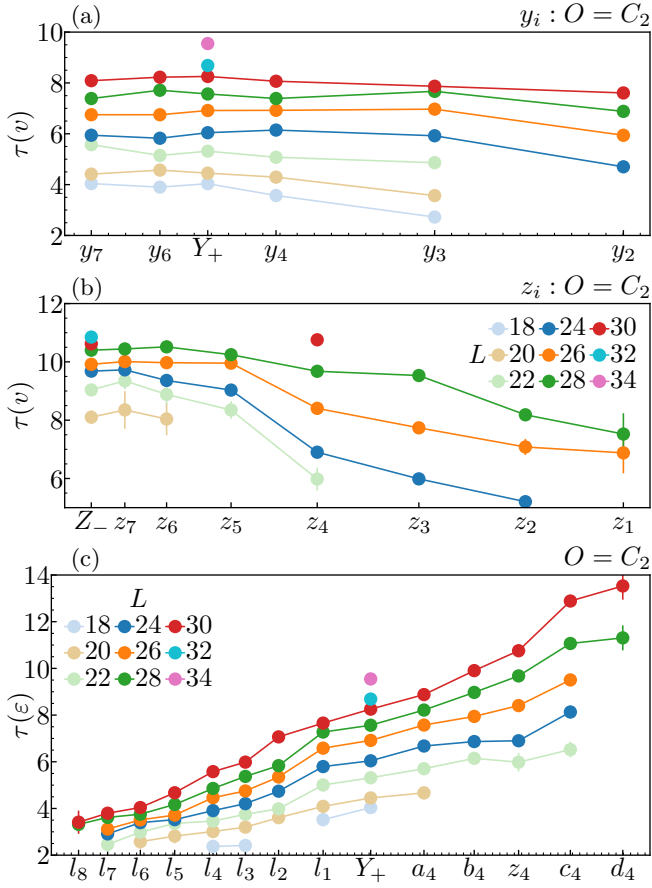 (a) y_i : O = C_2
10
8
6
4
2
τ(v)
y_7 y_6 Y_+ y_4 y_3 y_2
(b) z_i : O = C_2
12
10
8
6
τ(v)
18 24 30
L 20 26 32
22 28 34
Z_− z_7 z_6 z_5 z_4 z_3 z_2 z_1
(c) O = C_2
14
12
10
8
6
4
2
τ(ε)
L
18 24 30
20 26 32
22 28 34
l_8 l_7 l_6 l_5 l_4 l_3 l_2 l_1 Y_+ a_4 b_4 z_4 c_4 d_4